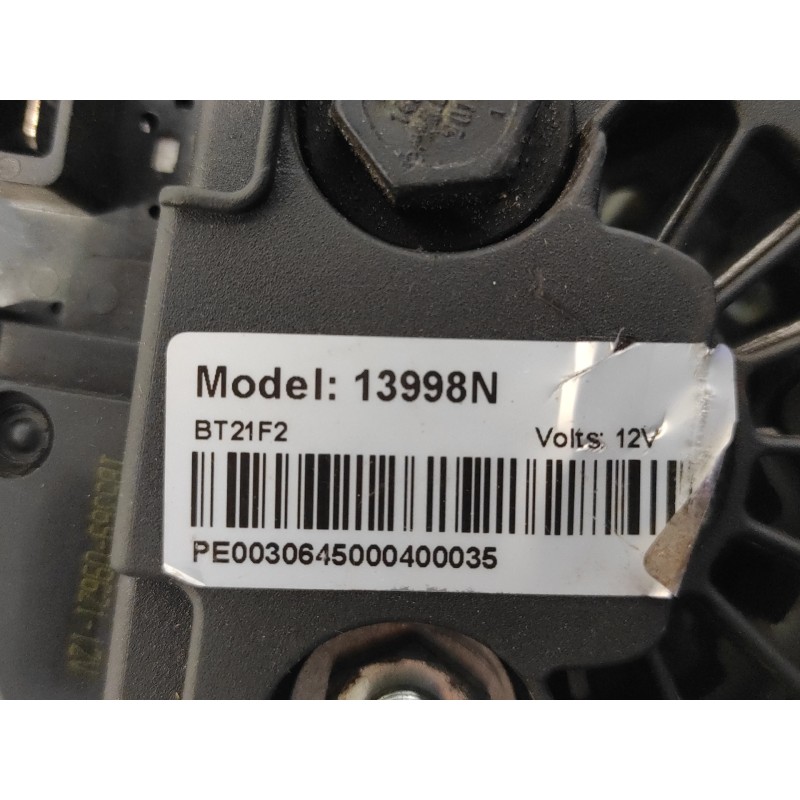 Model: 13998N
BT21F2
Volts: 12V
PE0030645000400035